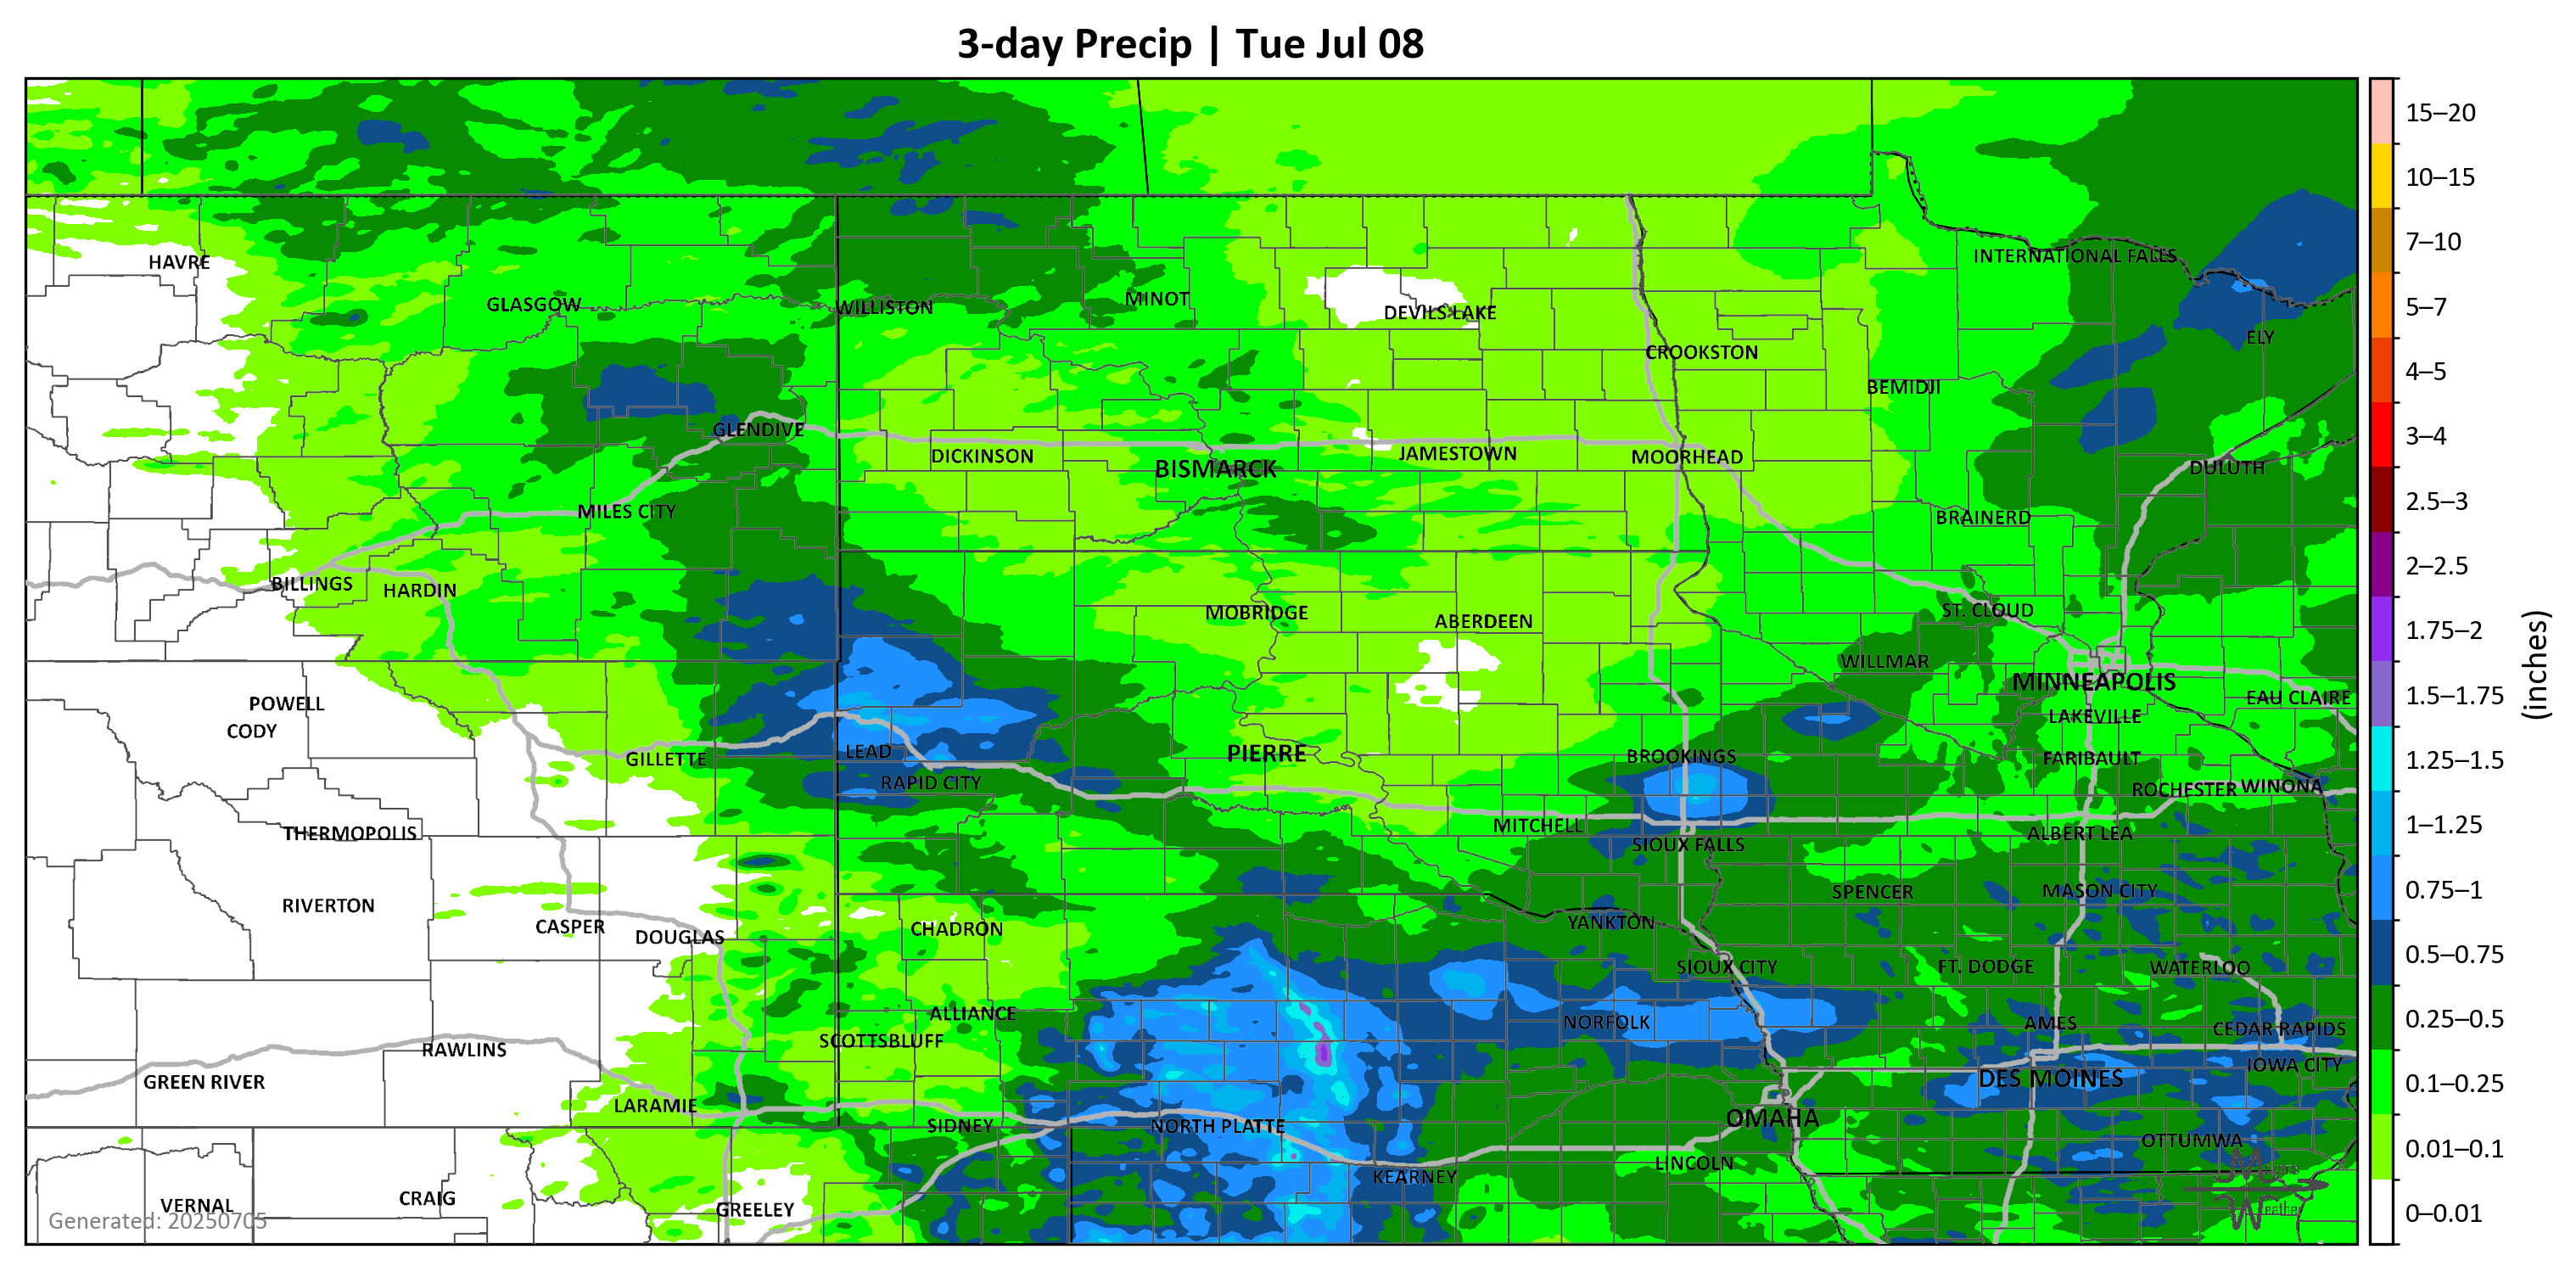 3-day Precip | Tue Jul 08
15–20
10–15
7–10
5–7
4–5
3–4
2.5–3
2–2.5
1.75–2
1.5–1.75
1.25–1.5
1–1.25
0.75–1
0.5–0.75
0.25–0.5
0.1–0.25
0.01–0.1
0–0.01
(inches)
HAVRE
INTERNATIONAL FALLS
GLASGOW
WILLISTON
MINOT
DEVILS LAKE
ELY
CROOKSTON
BEMIDJI
GLENDIVE
DICKINSON
BISMARCK
JAMESTOWN
MOORHEAD
DULUTH
MILES CITY
BRAINERD
BILLINGS
HARDIN
MOBRIDGE
ABERDEEN
ST. CLOUD
WILLMAR
MINNEAPOLIS
EAU CLAIRE
POWELL
CODY
LAKEVILLE
GILLETTE
LEAD
PIERRE
BROOKINGS
FARIBAULT
RAPID CITY
ROCHESTER
WINONA
THERMOPOLIS
MITCHELL
SIOUX FALLS
ALBERT LEA
RIVERTON
SPENCER
MASON CITY
CASPER
DOUGLAS
CHADRON
YANKTON
SIOUX CITY
FT. DODGE
WATERLOO
ALLIANCE
NORFOLK
AMES
CEDAR RAPIDS
RAWLINS
SCOTTSBLUFF
IOWA CITY
GREEN RIVER
DES MOINES
LARAMIE
SIDNEY
NORTH PLATTE
OMAHA
OTTUMWA
LINCOLN
KEARNEY
VERNAL
CRAIG
GREELEY
Generated: 20250705
Weather